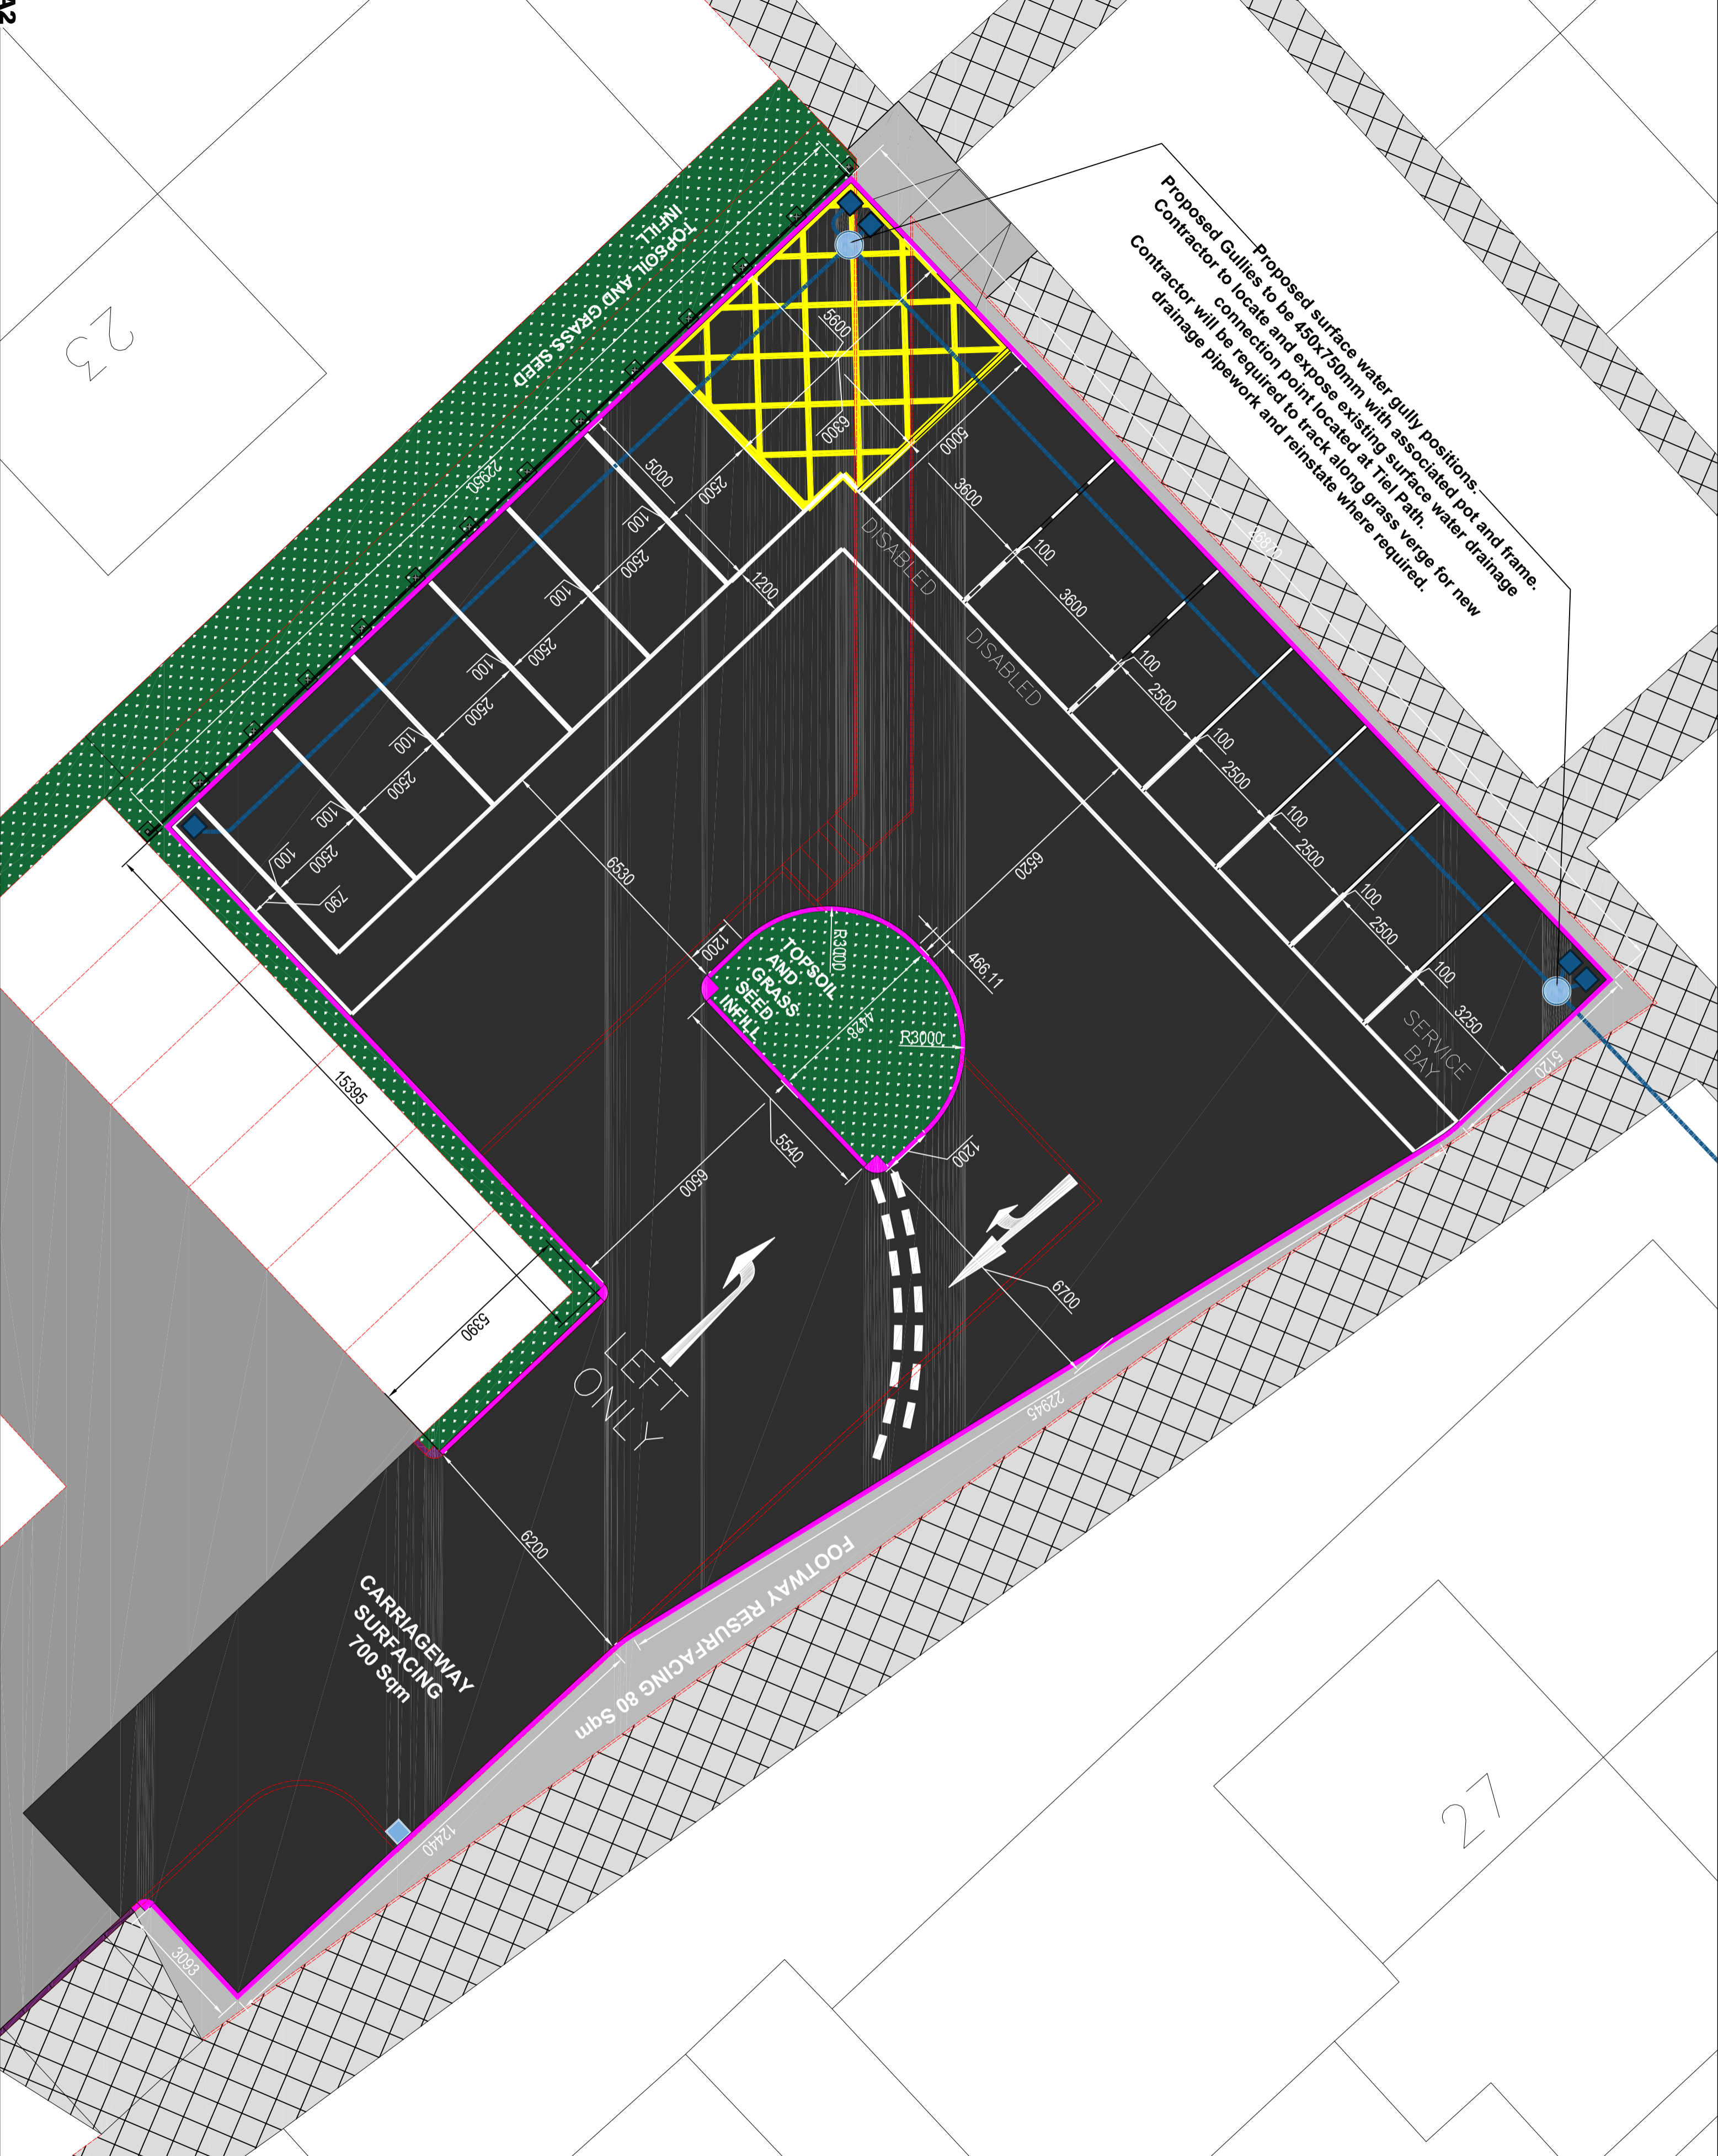 A2
23
TOPSOIL AND GRASS SEED
INFILL
22950
Proposed surface water gully positions.
Proposed Gullies to be 450x750mm with associated pot and frame.
Contractor to locate and expose existing surface water drainage
connection point located at Tiel Path.
Contractor will be required to track along grass verge for new
drainage pipework and reinstate where required.
5600
6300
5000
5000
2500
100
2500
100
2500
100
2500
100
2500
100
2500
100
790
1200
DISABLED
3600
100
DISABLED
3600
100
2500
100
2500
100
2500
100
2500
100
3250
SERVICE
BAY
5120
6530
6520
1200
R3000
TOPSOIL
AND
GRASS
SEED
INFILL
4428
466.11
R3000
1200
5540
15395
6500
5390
6700
LEFT
ONLY
22945
6200
FOOTWAY RESURFACING 80 Sqm
CARRIAGEWAY
SURFACING
700 Sqm
12440
3093
27